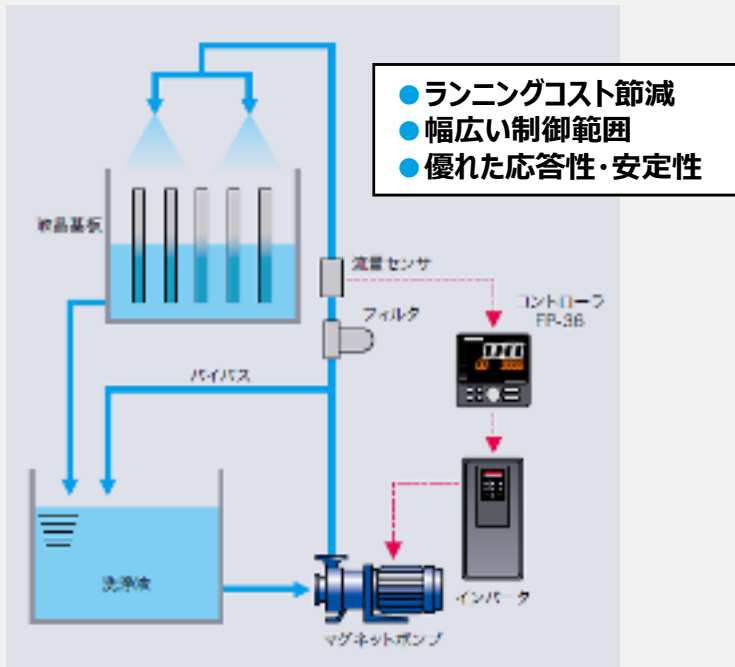 ●ランニングコスト節減
●幅広い制御範囲
●優れた応答性・安定性
液晶基板
流量センサ
コントローラ
FP-36
フィルタ
バイパス
洗浄液
インバータ
マグネットポンプ